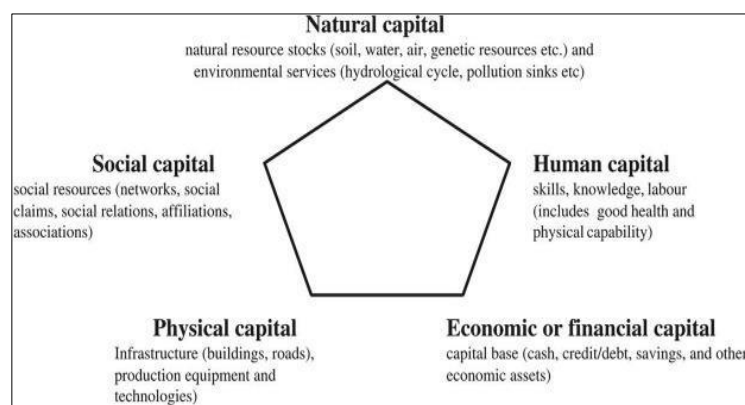 Natural capital
natural resource stocks (soil, water, air, genetic resources etc.) and
environmental services (hydrological cycle, pollution sinks etc)
Social capital
social resources (networks, social
claims, social relations, affiliations,
associations)
Human capital
skills, knowledge, labour
(includes good health and
physical capability)
Physical capital
Infrastructure (buildings, roads),
production equipment and
technologies)
Economic or financial capital
capital base (cash, credit/debt, savings, and other
economic assets)